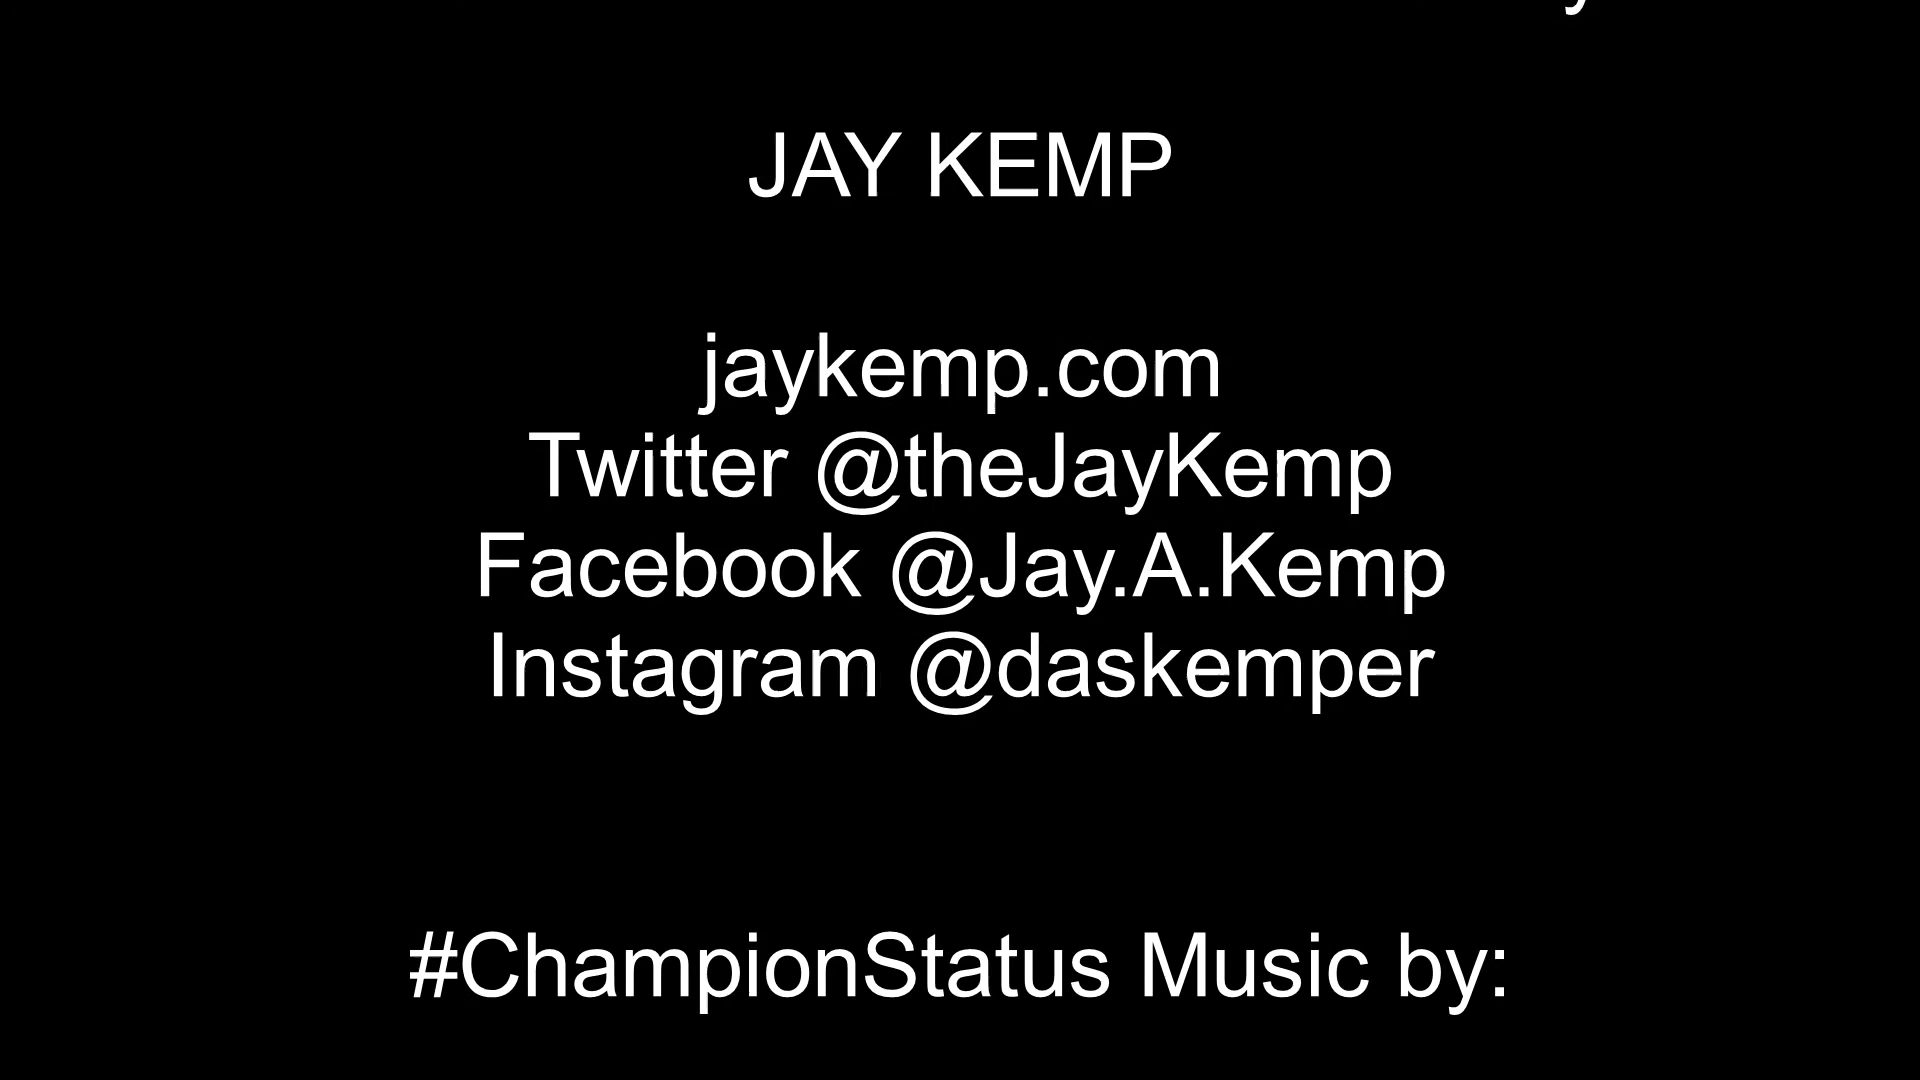 JAY KEMP
jaykemp.com
Twitter @theJayKemp
Facebook @Jay.A.Kemp
Instagram @daskemper
#ChampionStatus Music by: